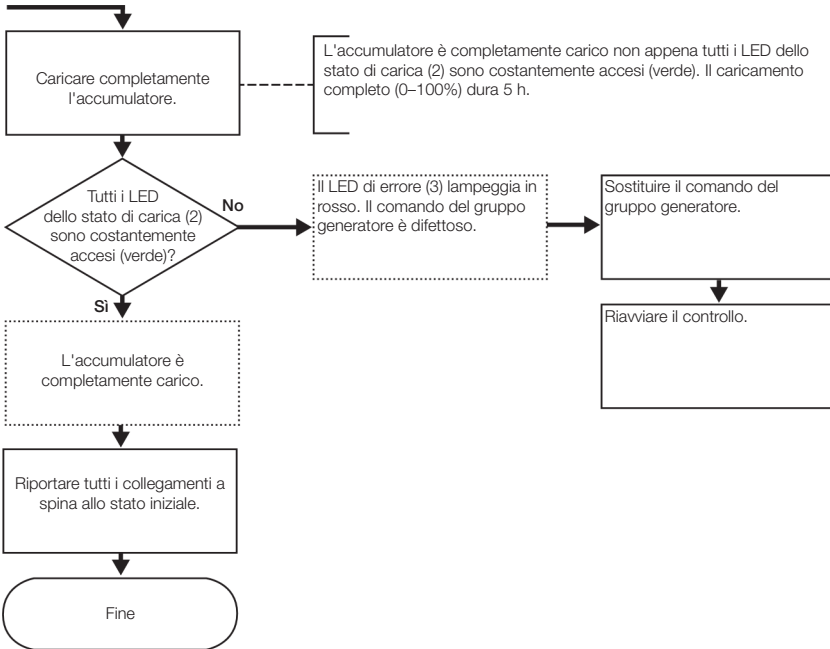 Caricare completamente
l'accumulatore.
L'accumulatore è completamente carico non appena tutti i LED dello
stato di carica (2) sono costantemente accesi (verde). Il caricamento
completo (0–100%) dura 5 h.
Tutti i LED
dello stato di carica (2)
sono costantemente
accesi (verde)?
No
Il LED di errore (3) lampeggia in
rosso. Il comando del gruppo
generatore è difettoso.
Sostituire il comando del
gruppo generatore.
Sì
Riavviare il controllo.
L'accumulatore è
completamente carico.
Riportare tutti i collegamenti a
spina allo stato iniziale.
Fine